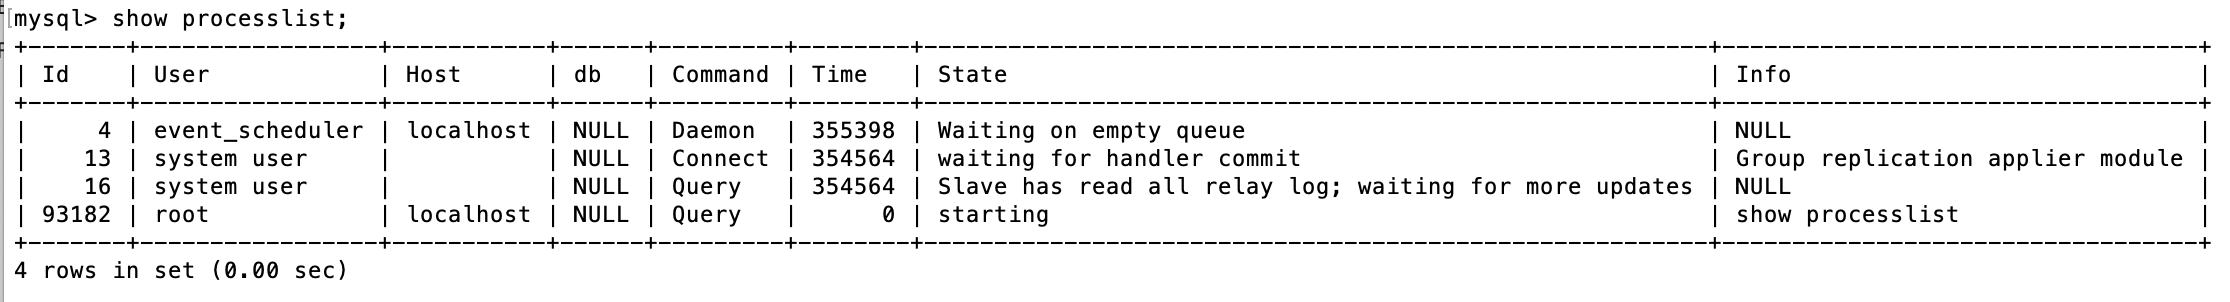 [mysql> show processlist;
+-------+-----------------+-----------+------+---------+--------+--------------------------------------------------------+----------------------------------+
| Id    | User            | Host      | db   | Command | Time   | State                                                  | Info                             |
+-------+-----------------+-----------+------+---------+--------+--------------------------------------------------------+----------------------------------+
|     4 | event_scheduler | localhost | NULL | Daemon  | 355398 | Waiting on empty queue                                 | NULL                             |
|    13 | system user     |           | NULL | Connect | 354564 | waiting for handler commit                             | Group replication applier module |
|    16 | system user     |           | NULL | Query   | 354564 | Slave has read all relay log; waiting for more updates | NULL                             |
| 93182 | root            | localhost | NULL | Query   |      0 | starting                                               | show processlist                 |
+-------+-----------------+-----------+------+---------+--------+--------------------------------------------------------+----------------------------------+
4 rows in set (0.00 sec)